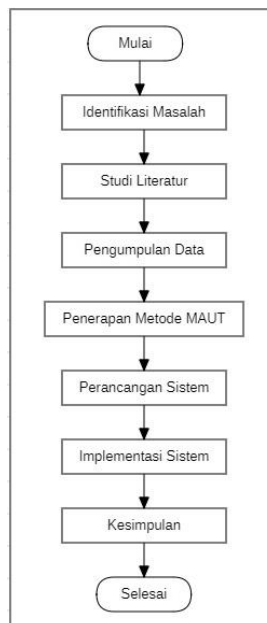 Mulai
Identifikasi Masalah
Studi Literatur
Pengumpulan Data
Penerapan Metode MAUT
Perancangan Sistem
Implementasi Sistem
Kesimpulan
Selesai